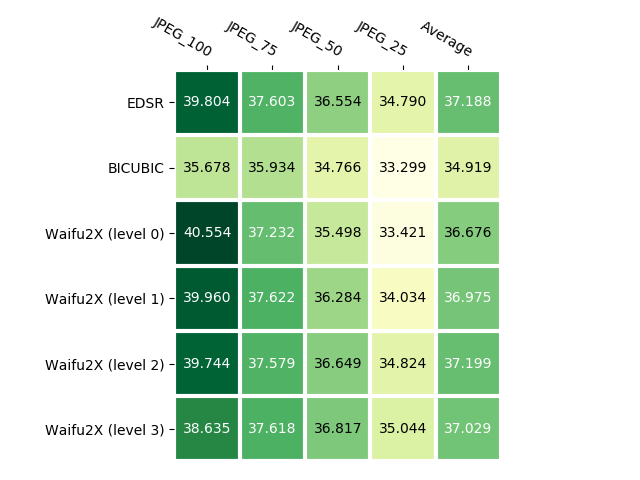 JPEG_100 JPEG_75 JPEG_50 JPEG_25 Average
EDSR 39.804 37.603 36.554 34.790 37.188
BICUBIC 35.678 35.934 34.766 33.299 34.919
Waifu2X (level 0) 40.554 37.232 35.498 33.421 36.676
Waifu2X (level 1) 39.960 37.622 36.284 34.034 36.975
Waifu2X (level 2) 39.744 37.579 36.649 34.824 37.199
Waifu2X (level 3) 38.635 37.618 36.817 35.044 37.029